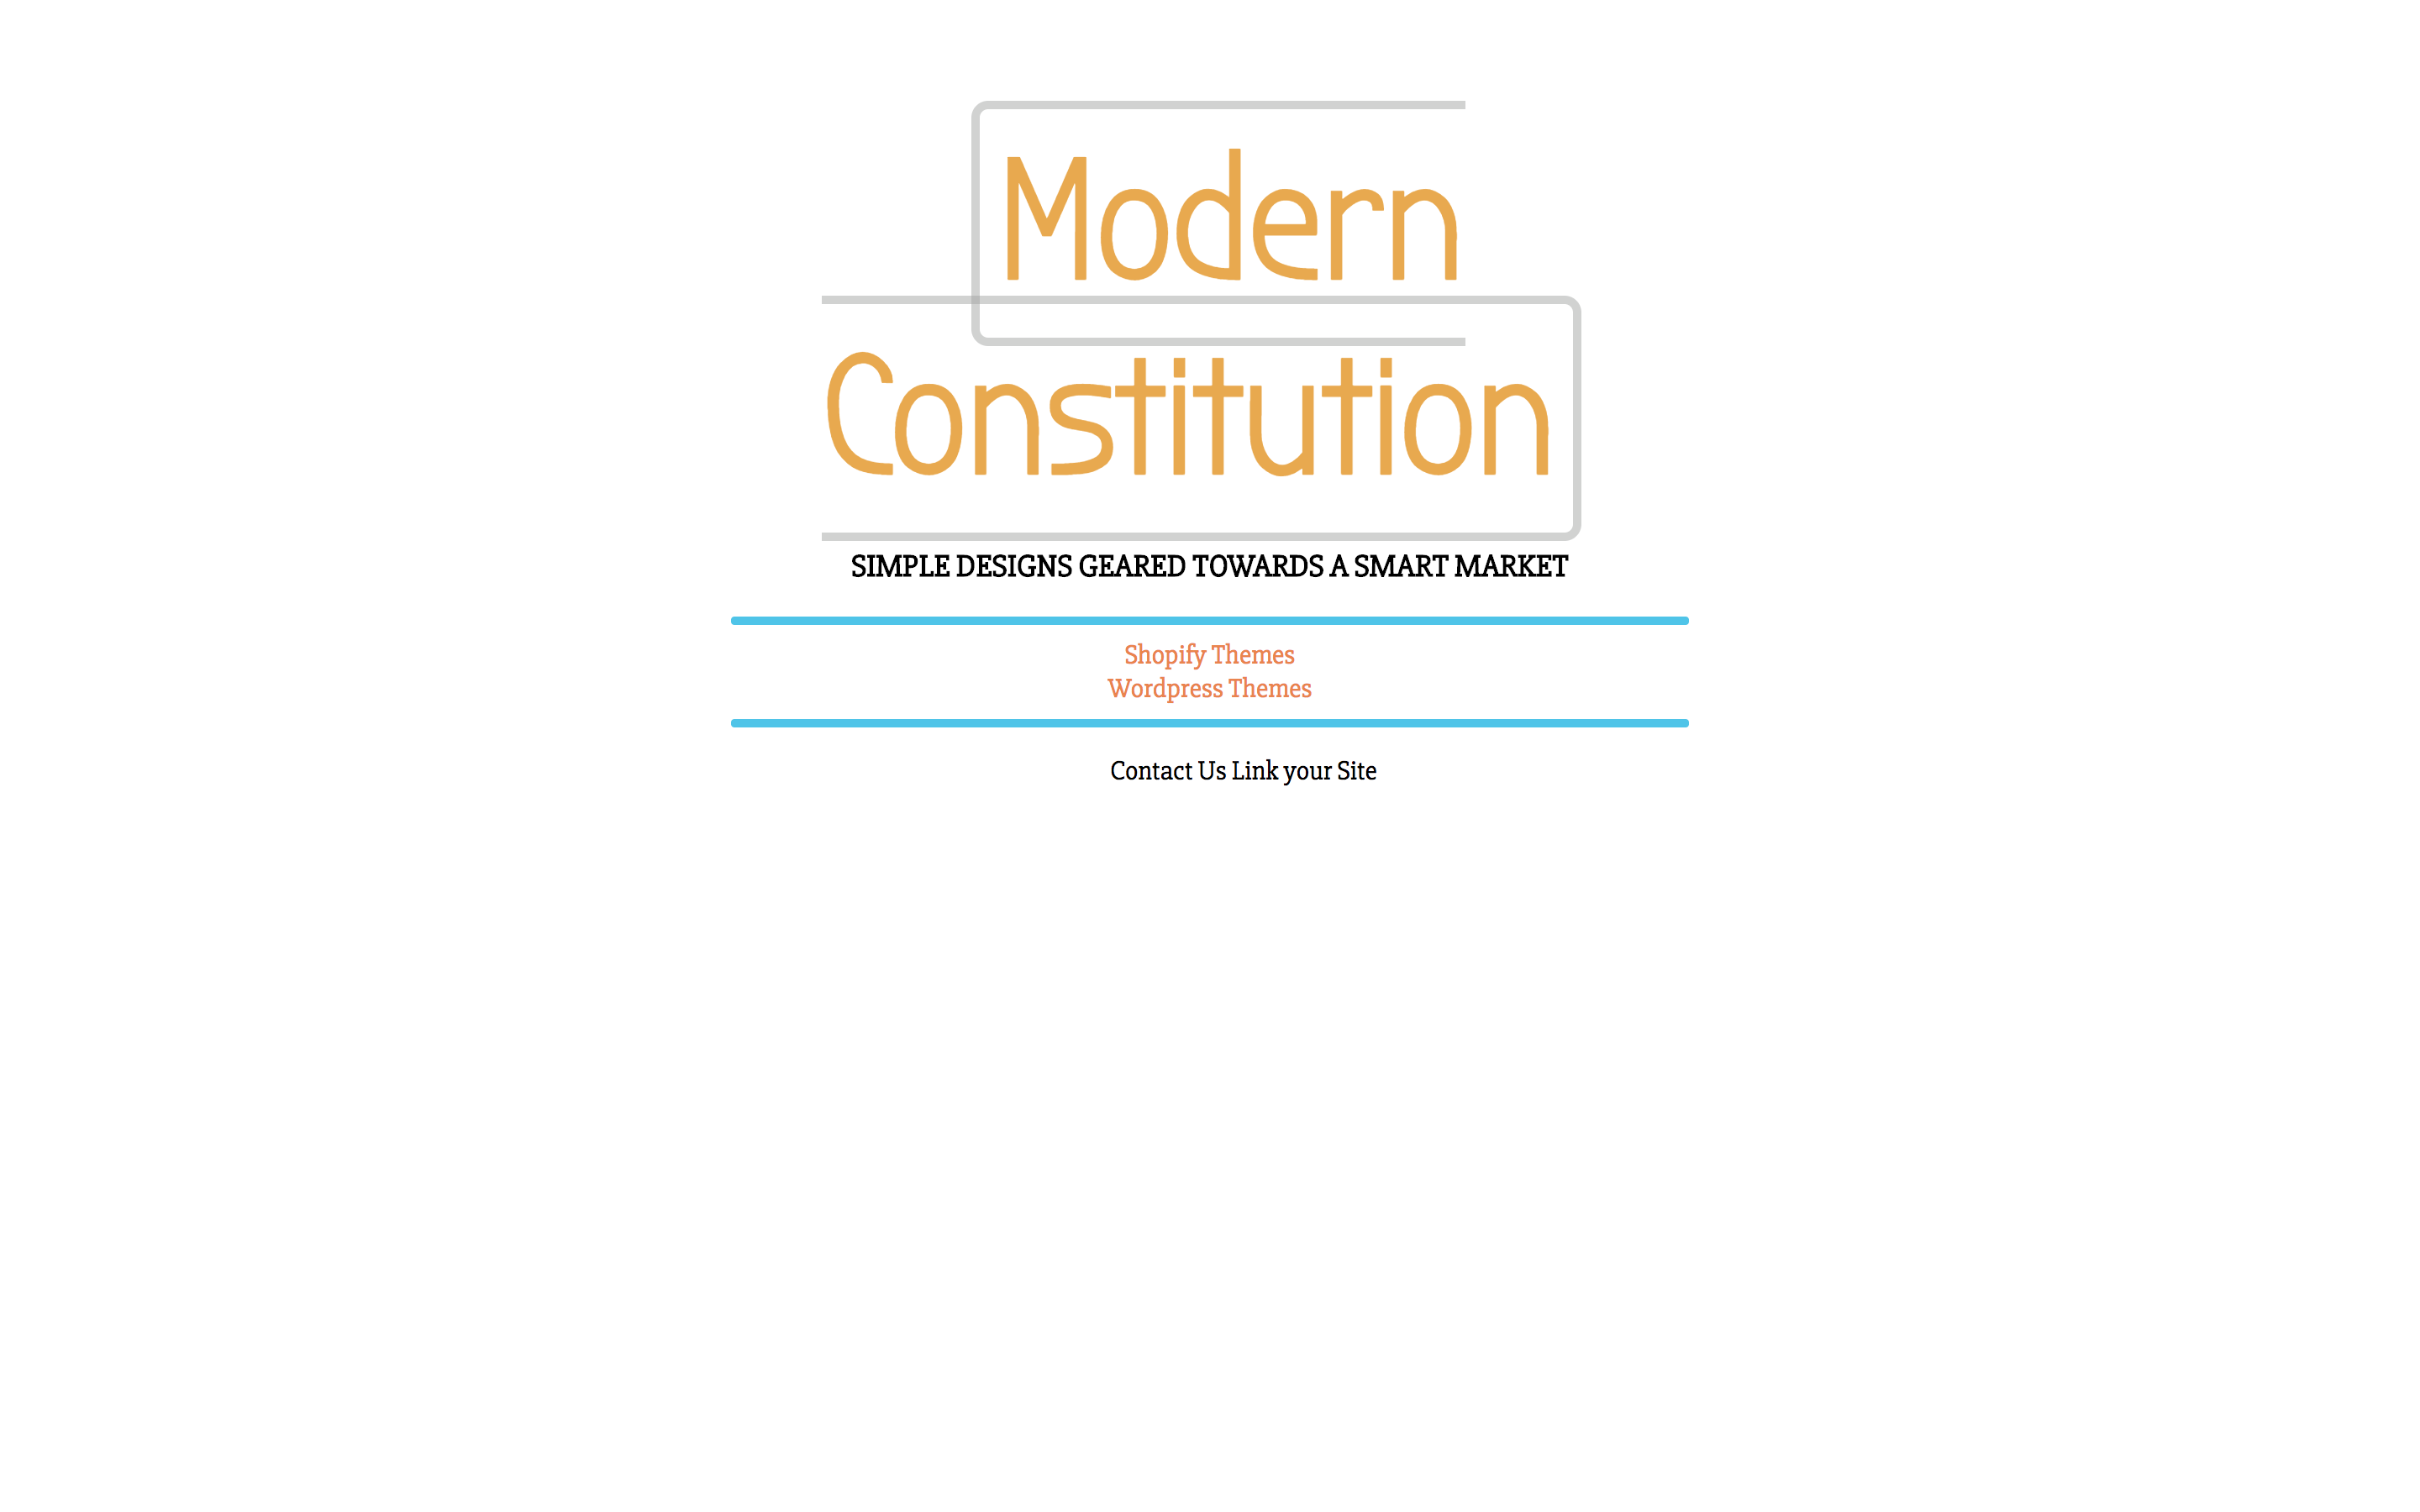 Modern
Constitution
SIMPLE DESIGNS GEARED TOWARDS A SMART MARKET
Shopify Themes
Wordpress Themes
Contact Us Link your Site